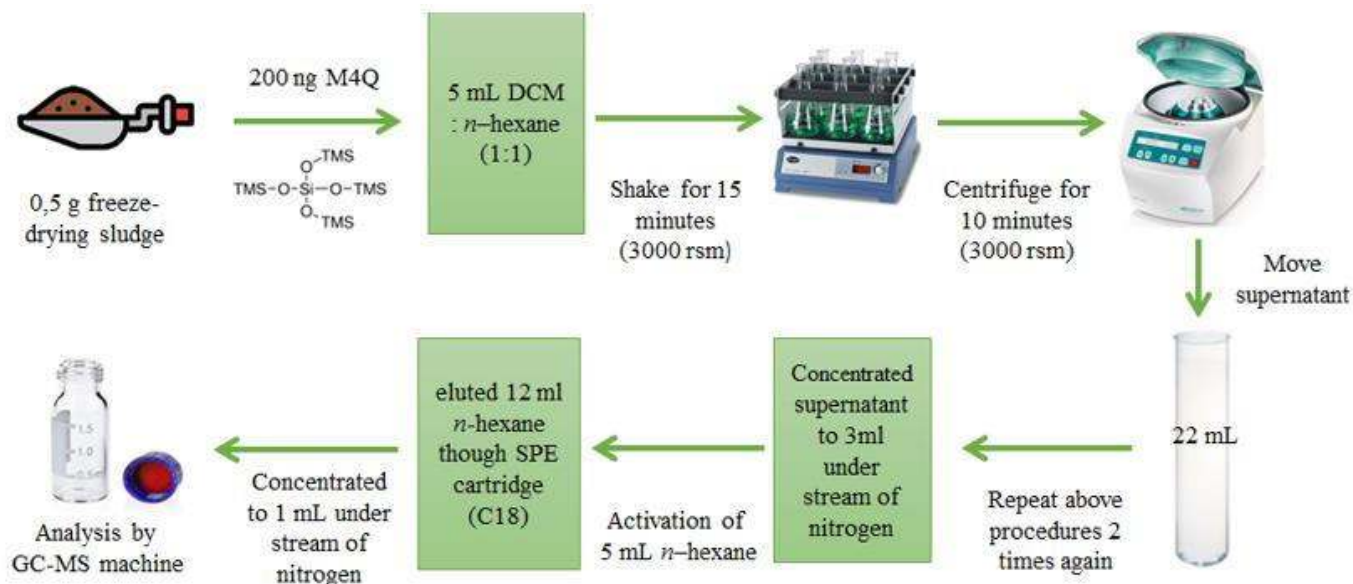 0,5 g freeze-
drying sludge
200 ng M4Q
TMS
O
TMS–O–Si–O–TMS
O
TMS
5 mL DCM
: n–hexane
(1:1)
Shake for 15
minutes
(3000 rsm)
Centrifuge for
10 minutes
(3000 rsm)
Move
supernatant
22 mL
Repeat above
procedures 2
times again
Concentrated
supernatant
to 3ml
under
stream of
nitrogen
Activation of
5 mL n–hexane
eluted 12 ml
n-hexane
though SPE
cartridge
(C18)
Concentrated
to 1 mL under
stream of
nitrogen
1.5
1.0
Analysis by
GC-MS machine